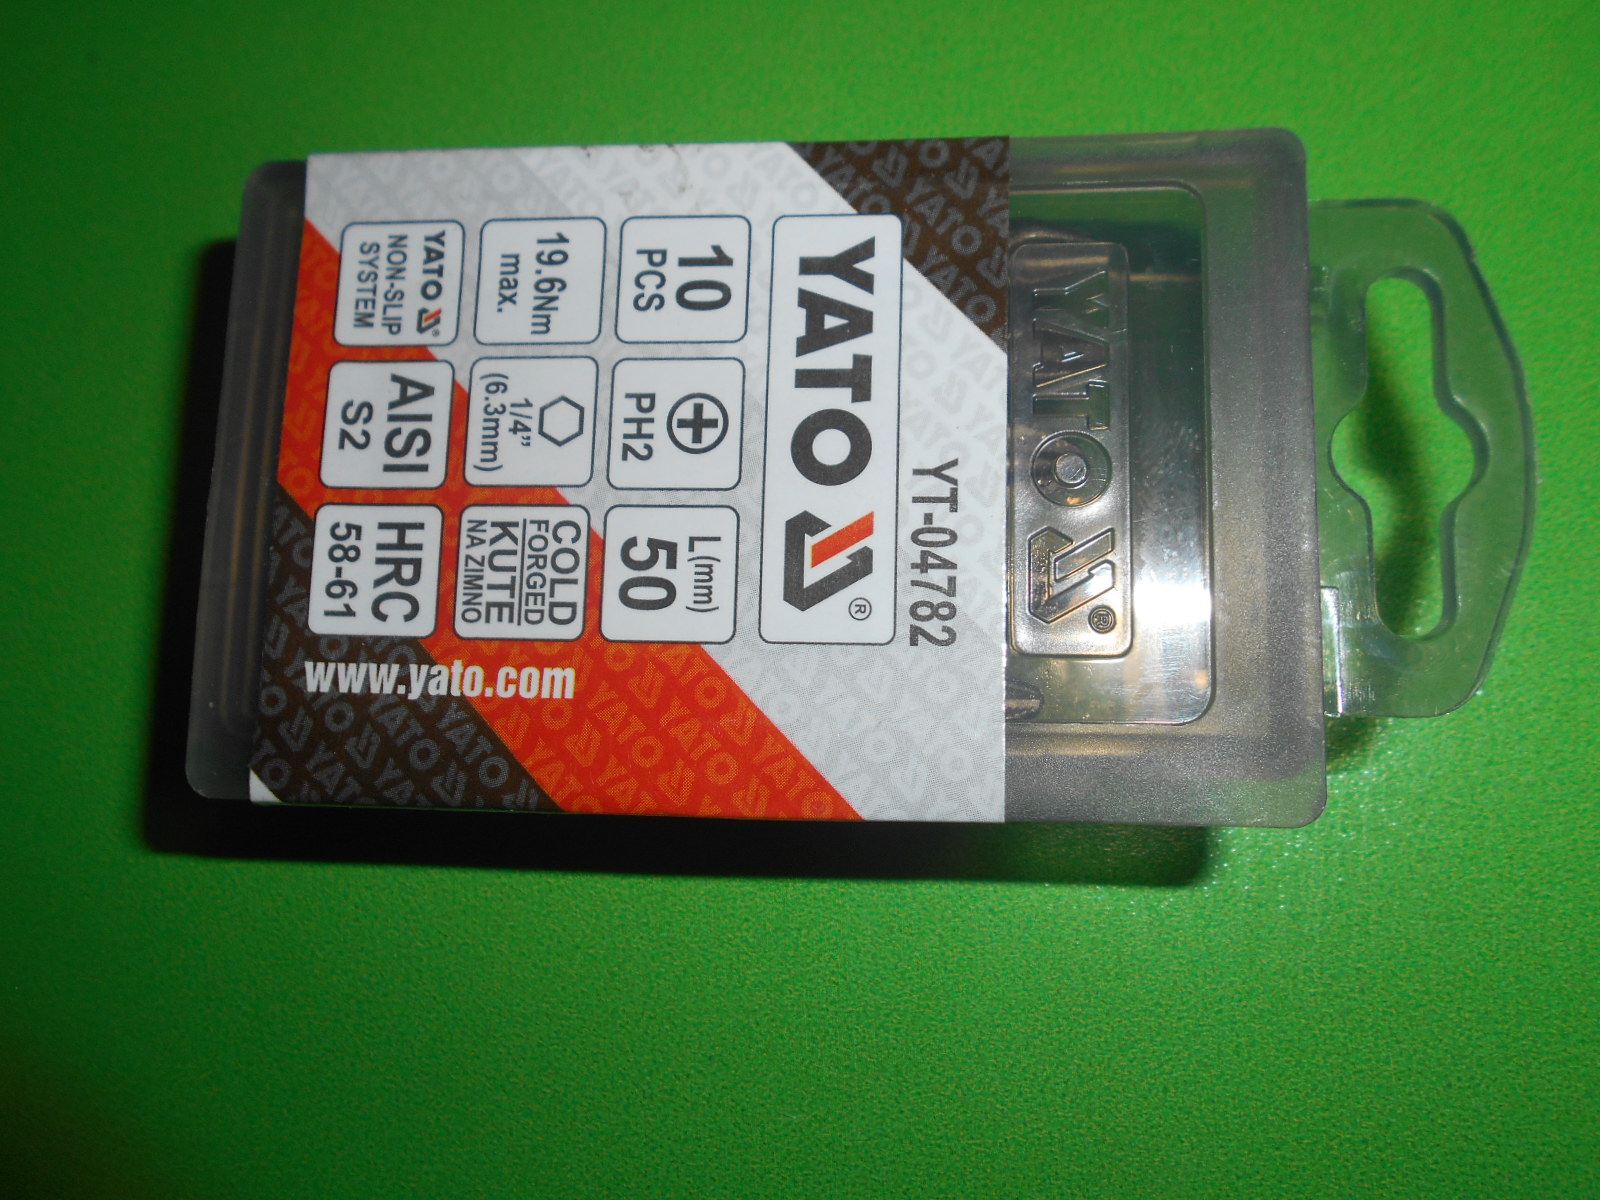 YATO ®
YT-04782
YATO ®
10
PCS
PH2
L(mm)
50
19.6Nm
max.
1/4”
(6.3mm)
COLD
FORGED
KUTE
NA ZIMNO
YATO ®
NON-SLIP
SYSTEM
AISI
S2
HRC
58-61
www.yato.com